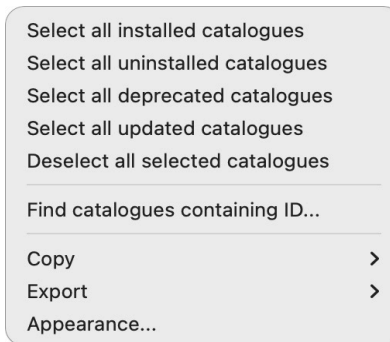 Select all installed catalogues
Select all uninstalled catalogues
Select all deprecated catalogues
Select all updated catalogues
Deselect all selected catalogues
Find catalogues containing ID...
Copy
Export
Appearance...